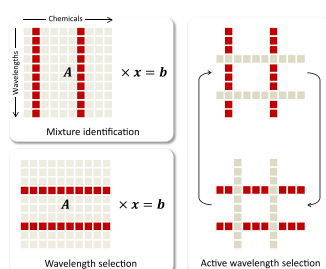 Chemicals
Wavelengths
A × x = b
Mixture identification
A × x = b
Wavelength selection
Active wavelength selection